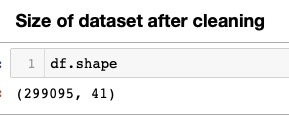 Size of dataset after cleaning
1 df.shape
(299095, 41)